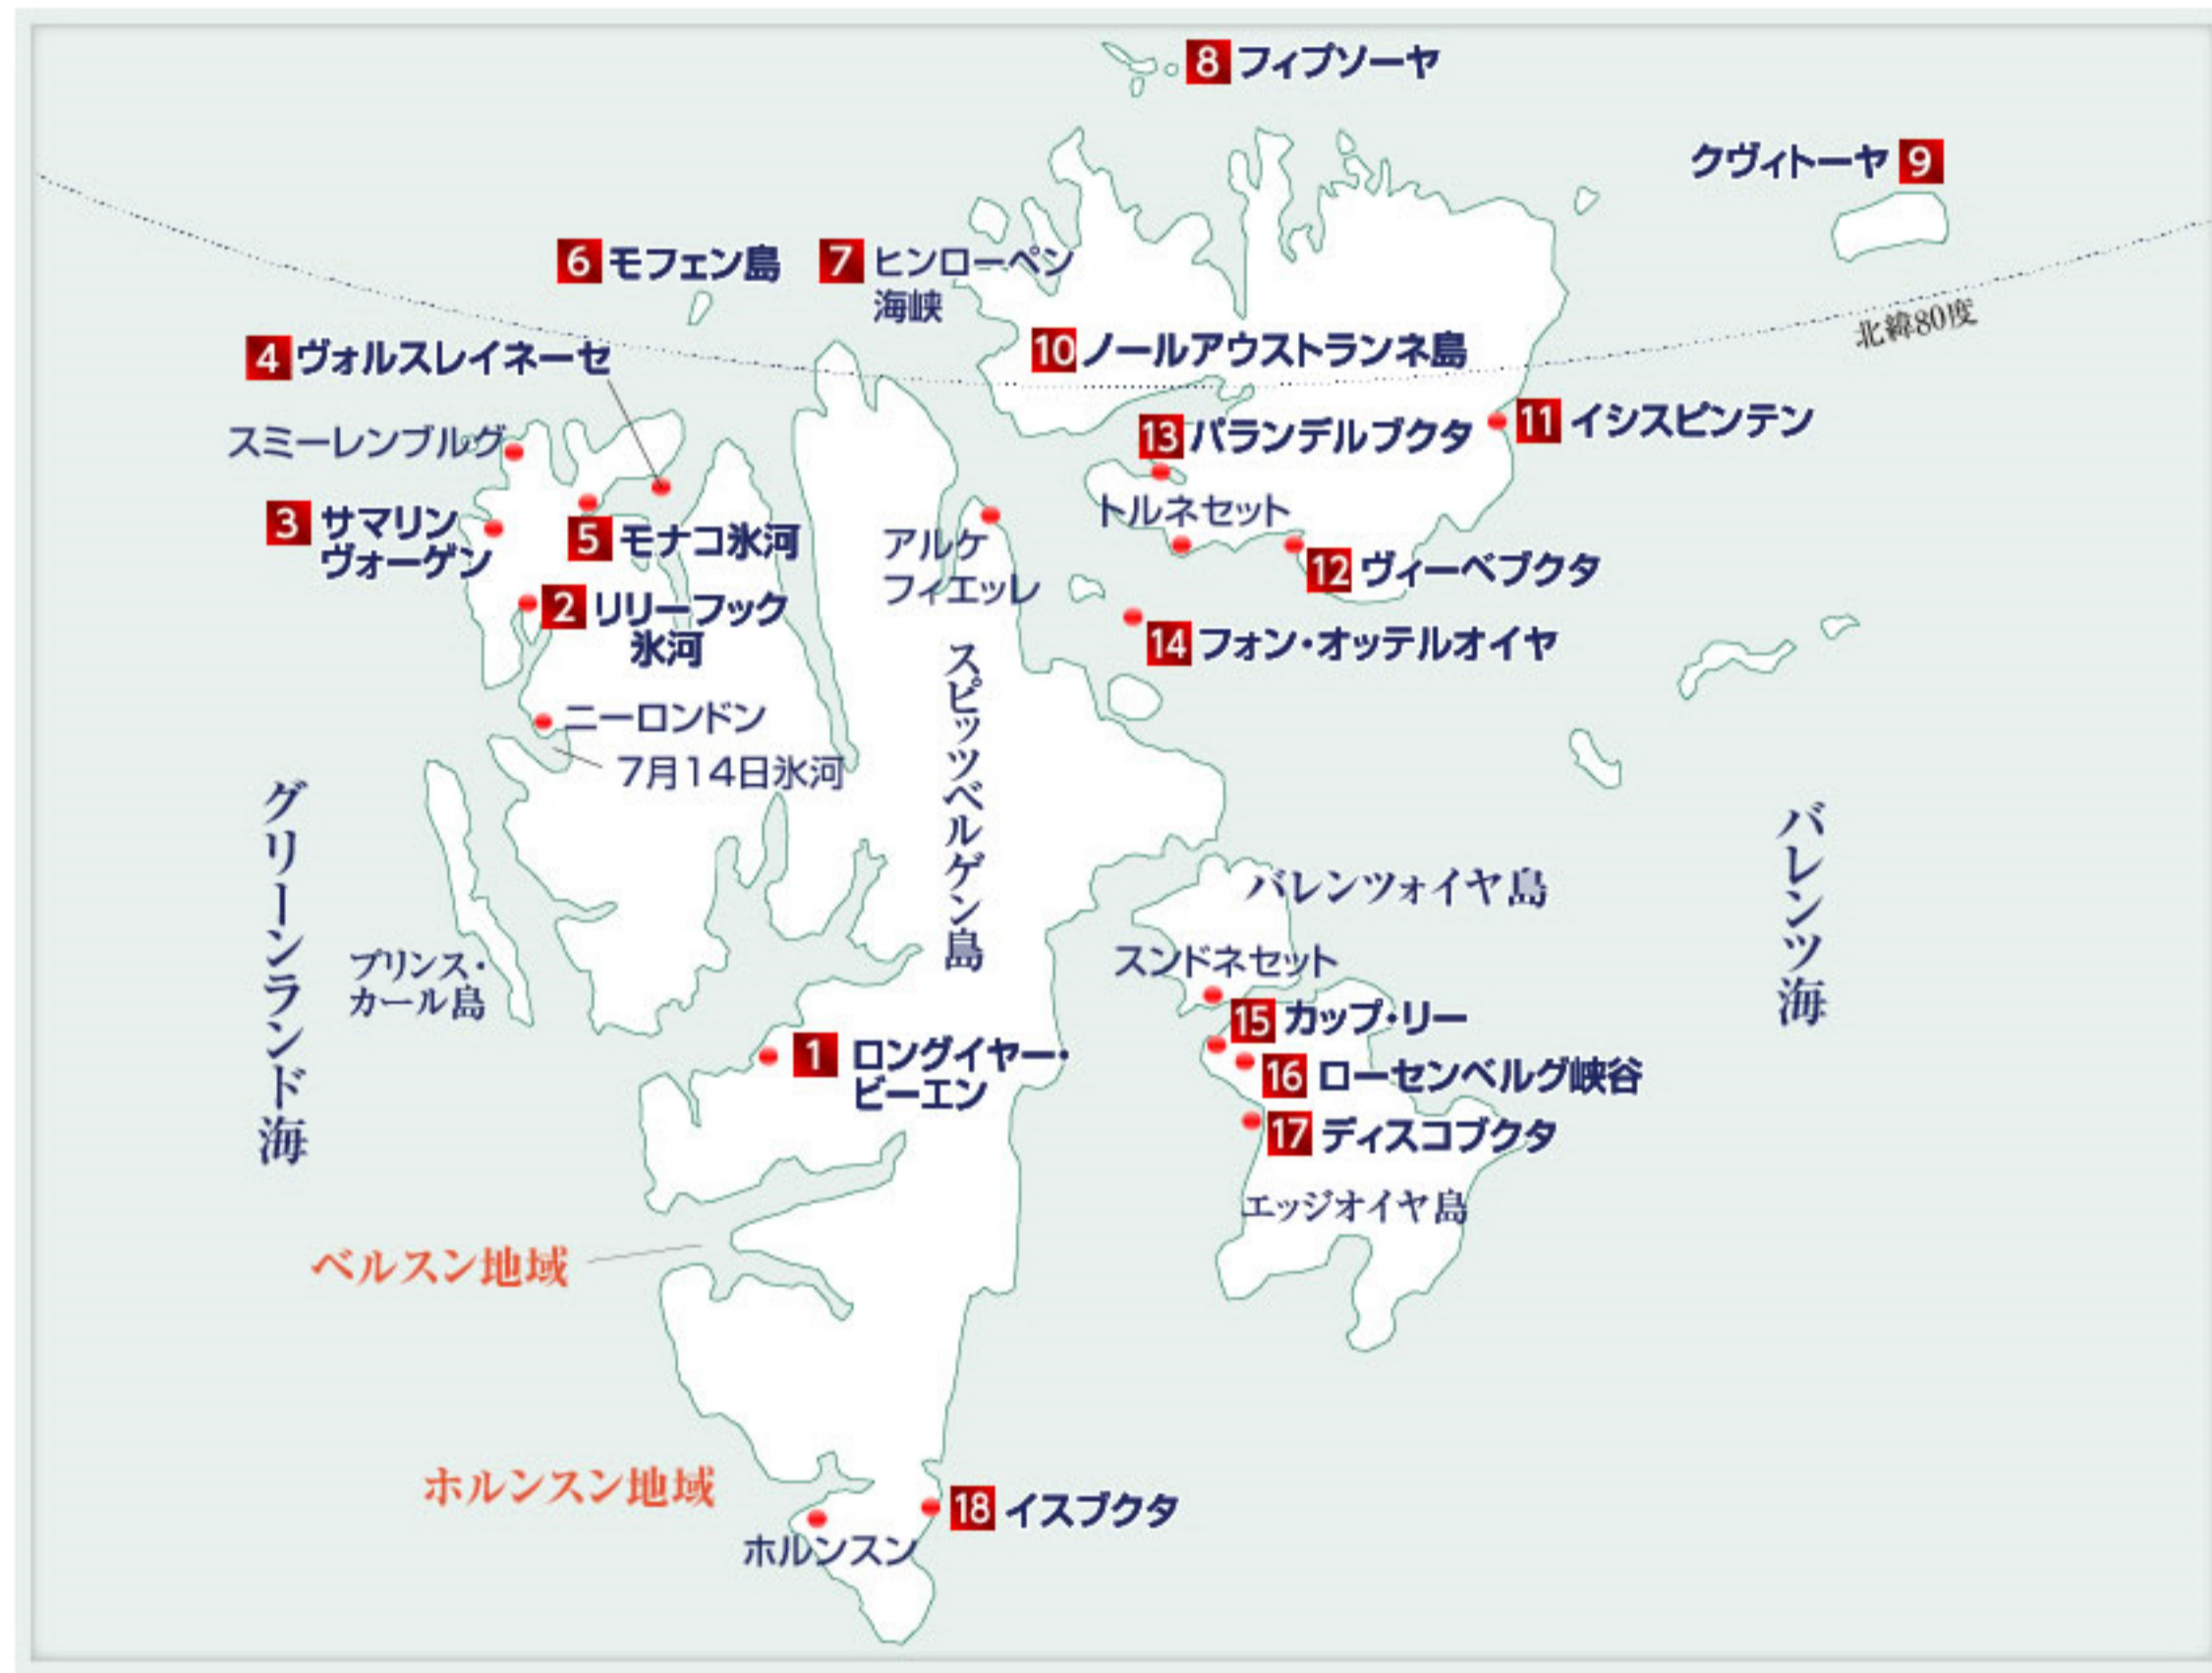 8 フィプソーヤ
クヴィトーヤ 9
6 モフェン島
7 ヒンローペン
海峡
北緯80度
4 ヴォルスレイネーセ
10 ノールアウストランネ島
スミーレンブルグ
13 パランデルブクタ
11 イシスピンテン
3 サマリン
ヴォーゲン
5 モナコ氷河
トルネセット
アルケ
フィエッレ
12 ヴィーベブクタ
2 リリーフック
氷河
14 フォン・オッテルオイヤ
スピッツベルゲン島
ニーロンドン
7月14日氷河
グリーンランド海
バレンツ海
バレンツォイヤ島
プリンス・
カール島
スンドネセット
15 カップ・リー
1 ロングイヤー・
ビーエン
16 ローセンベルグ峡谷
17 ディスコブクタ
エッジオイヤ島
ベルスン地域
ホルンスン地域
18 イスブクタ
ホルンスン